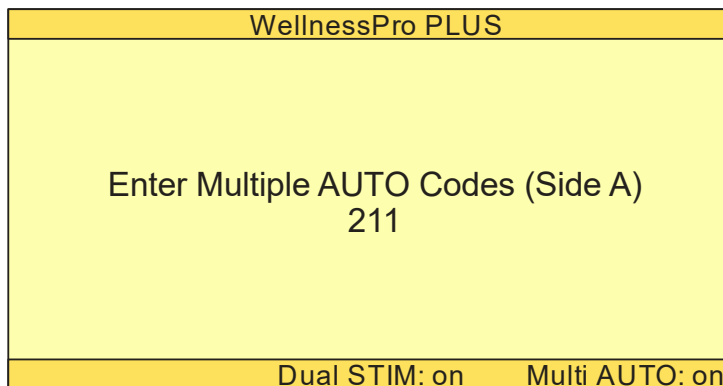 WellnessPro PLUS
Enter Multiple AUTO Codes (Side A)
211
Dual STIM: on Multi AUTO: on